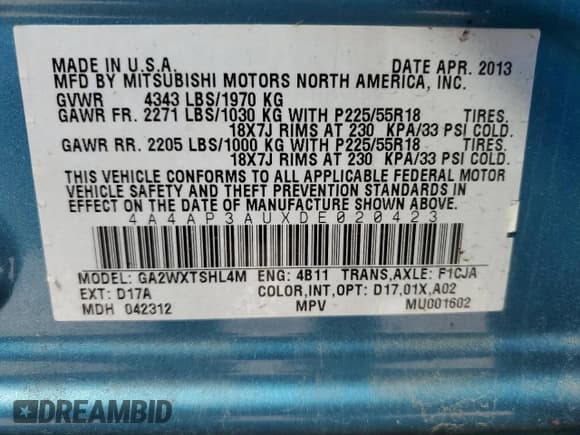 MADE IN U.S.A. DATE APR. 2013
MFD BY MITSUBISHI MOTORS NORTH AMERICA, INC.
GVWR 4343 LBS/1970 KG
GAWR FR. 2271 LBS/1030 KG WITH P225/55R18 TIRES.
18X7J RIMS AT 230 KPA/33 PSI COLD.
GAWR RR. 2205 LBS/1000 KG WITH P225/55R18 TIRES.
18X7J RIMS AT 230 KPA/33 PSI COLD.
THIS VEHICLE CONFORMS TO ALL APPLICABLE FEDERAL MOTOR
VEHICLE SAFETY AND THEFT PREVENTION STANDARDS IN
EFFECT ON THE DATE OF MANUFACTURE SHOWN ABOVE.
4A4AP3AUXDE020423
MODEL: GA2WXTSHL4M ENG: 4B11 TRANS,AXLE: F1CJA
EXT: D17A COLOR,INT,OPT: D17,01X,A02
MDH 042312 MPV MU001602
DREAMBID